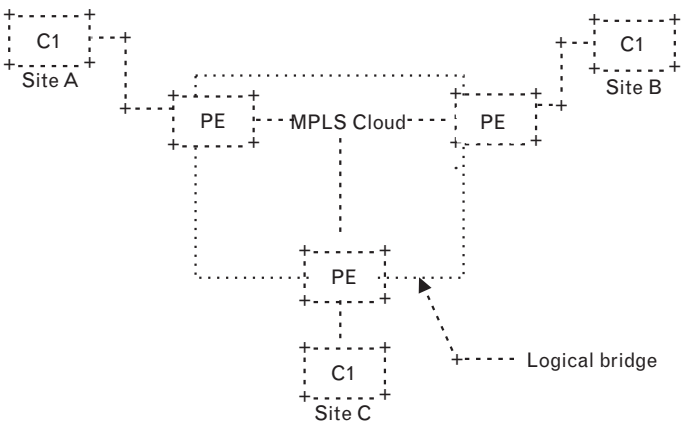 C1
Site A
C1
Site B
PE
MPLS Cloud
PE
PE
C1
Site C
Logical bridge